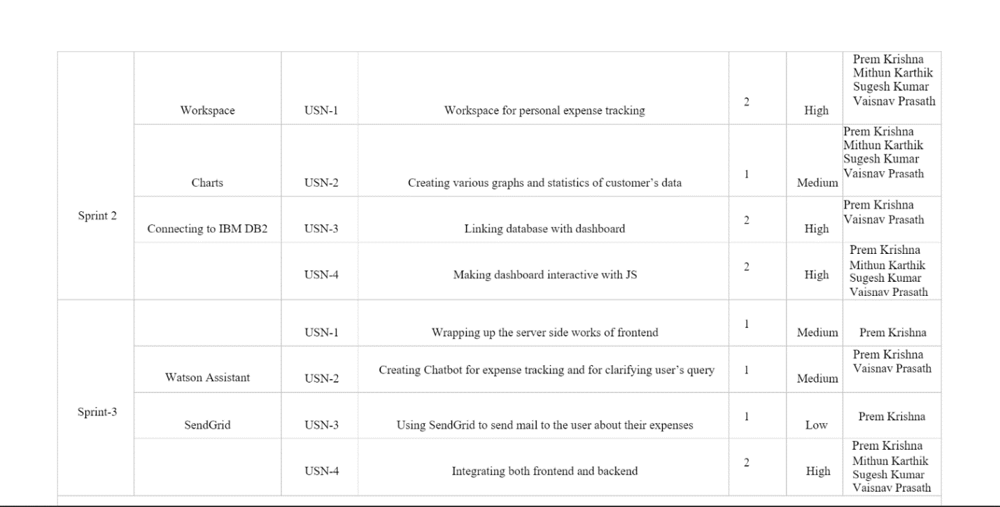 Sprint 2
Workspace
USN-1
Workspace for personal expense tracking
2
High
Prem Krishna
Mithun Karthik
Sugesh Kumar
Vaisnav Prasath
Charts
USN-2
Creating various graphs and statistics of customer's data
1
Medium
Prem Krishna
Mithun Karthik
Sugesh Kumar
Vaisnav Prasath
Connecting to IBM DB2
USN-3
Linking database with dashboard
2
High
Prem Krishna
Vaisnav Prasath
USN-4
Making dashboard interactive with JS
2
High
Prem Krishna
Mithun Karthik
Sugesh Kumar
Vaisnav Prasath
Sprint-3
USN-1
Wrapping up the server side works of frontend
1
Medium
Prem Krishna
Watson Assistant
USN-2
Creating Chatbot for expense tracking and for clarifying user's query
1
Medium
Prem Krishna
Vaisnav Prasath
SendGrid
USN-3
Using SendGrid to send mail to the user about their expenses
1
Low
Prem Krishna
USN-4
Integrating both frontend and backend
2
High
Prem Krishna
Mithun Karthik
Sugesh Kumar
Vaisnav Prasath